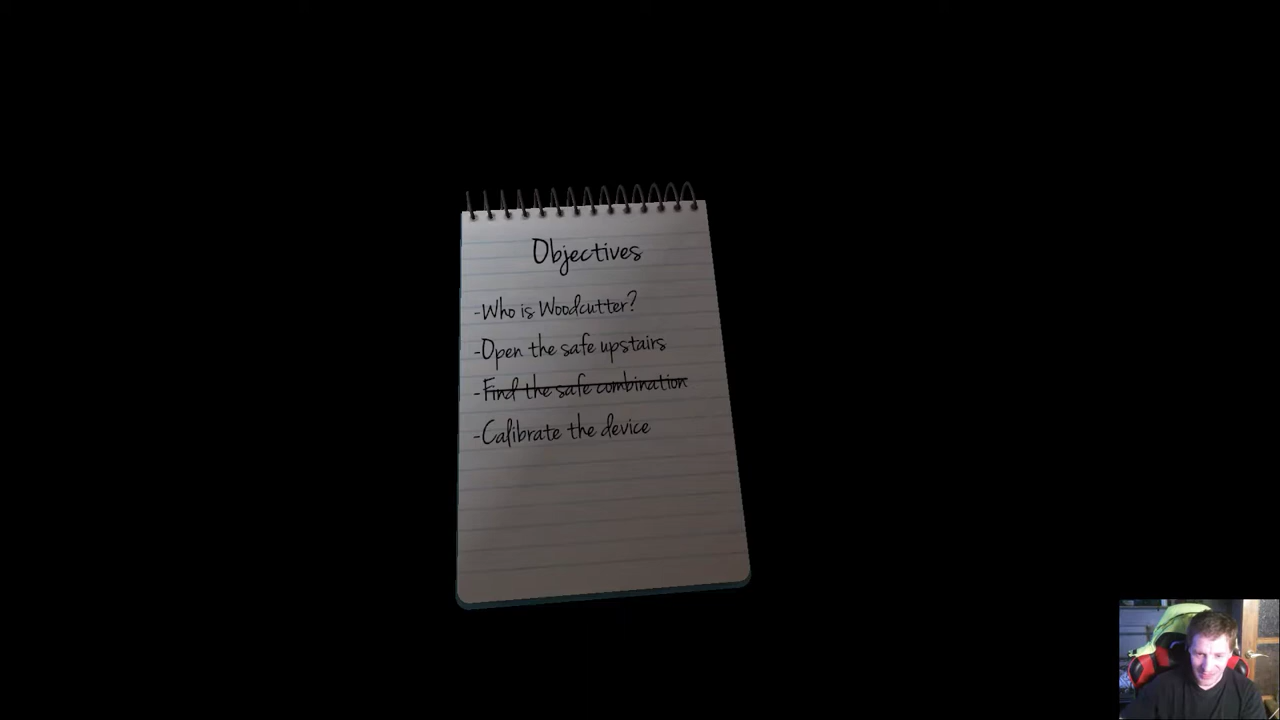 Objectives
-Who is Woodcutter?
-Open the safe upstairs
-Find the safe combination
-Calibrate the device